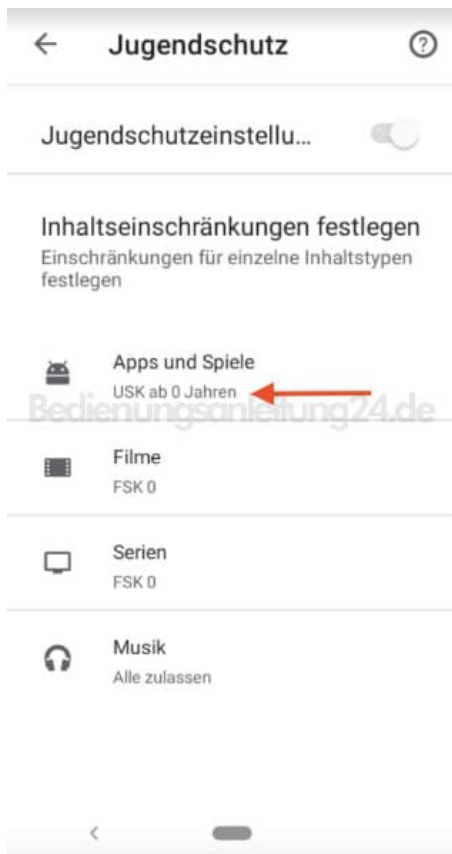 Jugendschutz
Jugendschutzeinstellu...
Inhaltseinschränkungen festlegen
Einschränkungen für einzelne Inhaltstypen
festlegen
Apps und Spiele
USK ab 0 Jahren
Bedienungsanleitung24.de
Filme
FSK 0
Serien
FSK 0
Musik
Alle zulassen